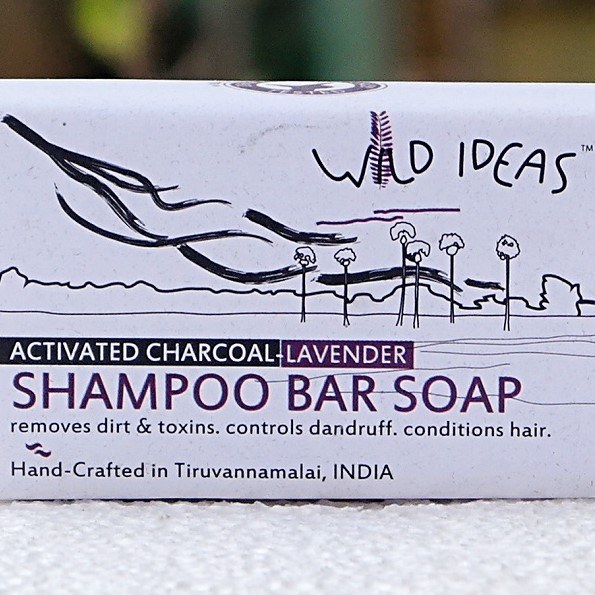 WILD IDEAS™
ACTIVATED CHARCOAL-LAVENDER
SHAMPOO BAR SOAP
removes dirt & toxins. controls dandruff. conditions hair.
Hand-Crafted in Tiruvannamalai, INDIA